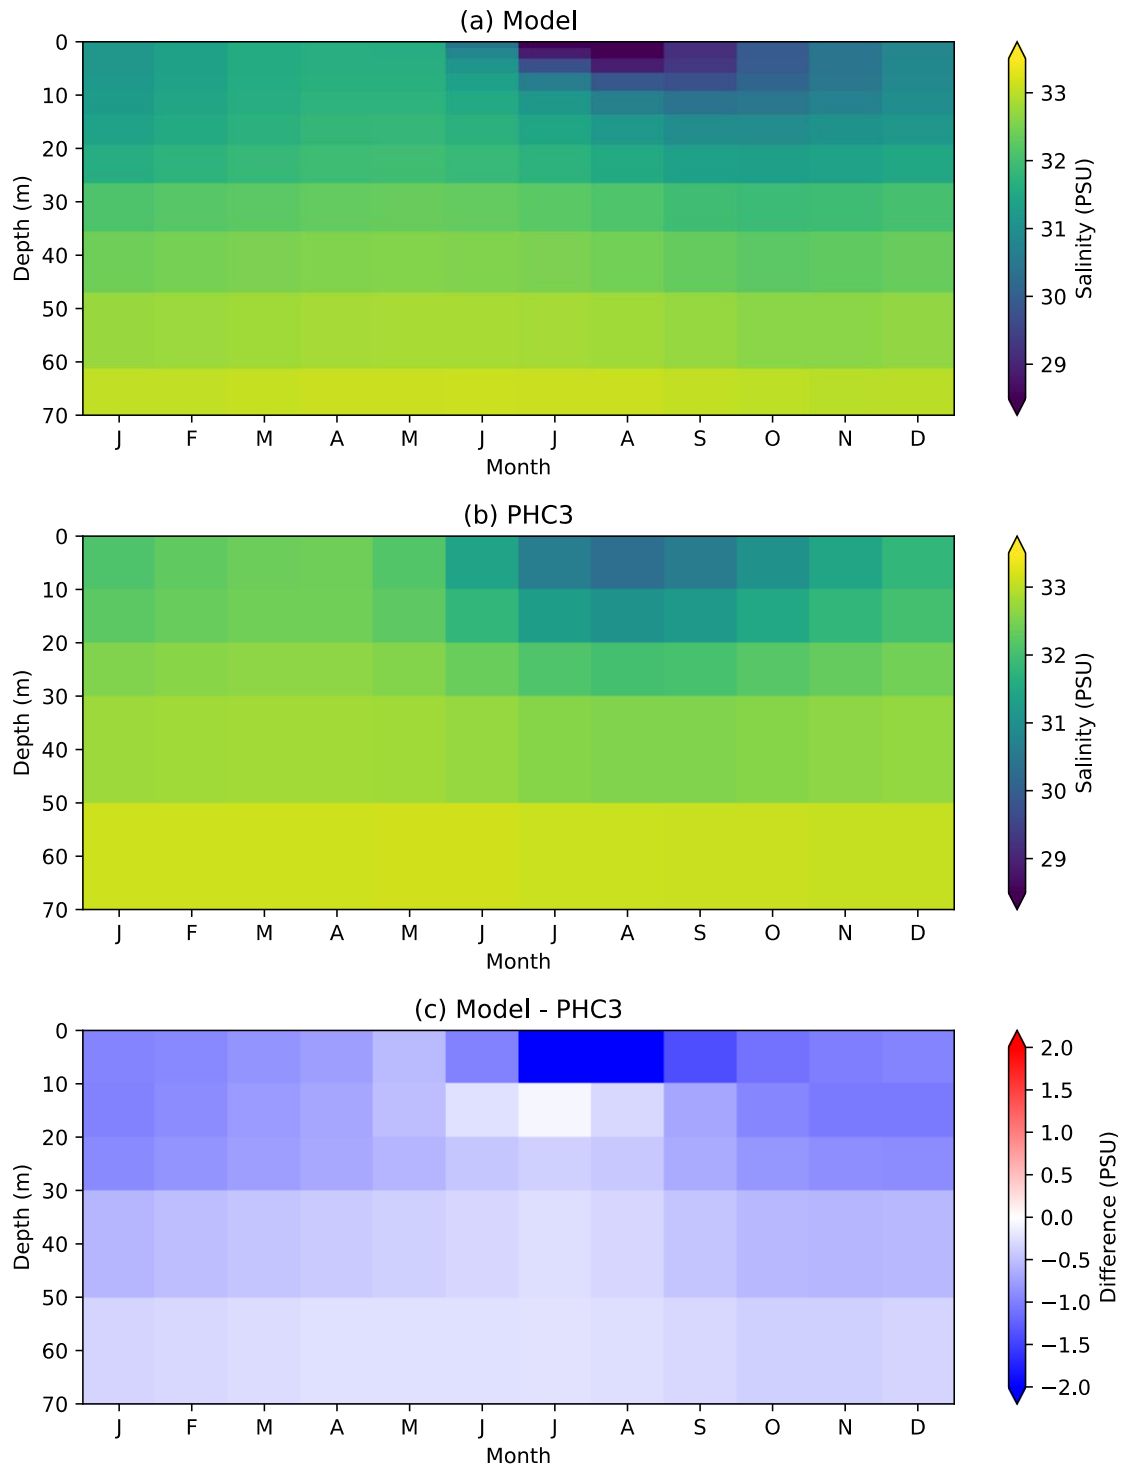 (a) Model
0
10
20
30
40
50
60
70
Depth (m)
J F M A M J J A S O N D
Month
33
32
31
30
29
Salinity (PSU)
(b) PHC3
0
10
20
30
40
50
60
70
Depth (m)
J F M A M J J A S O N D
Month
33
32
31
30
29
Salinity (PSU)
(c) Model - PHC3
0
10
20
30
40
50
60
70
Depth (m)
J F M A M J J A S O N D
Month
2.0
1.5
1.0
0.5
0.0
−0.5
−1.0
−1.5
−2.0
Difference (PSU)